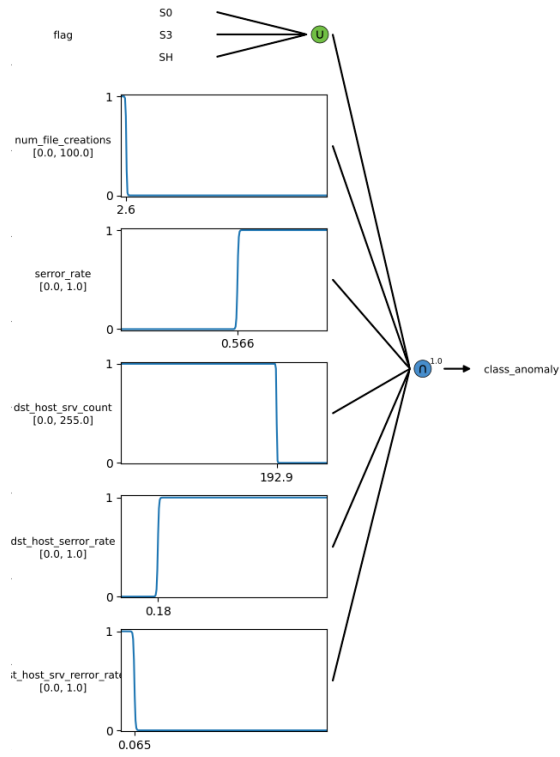 S0
flag
S3
SH
∪
1
num_file_creations
[0.0, 100.0]
0
2.6
1
serror_rate
[0.0, 1.0]
0
0.566
1
∩
1.0
class_anomaly
dst_host_srv_count
[0.0, 255.0]
0
192.9
1
dst_host_serror_rate
[0.0, 1.0]
0
0.18
1
st_host_srv_rerror_rate
[0.0, 1.0]
0
0.065